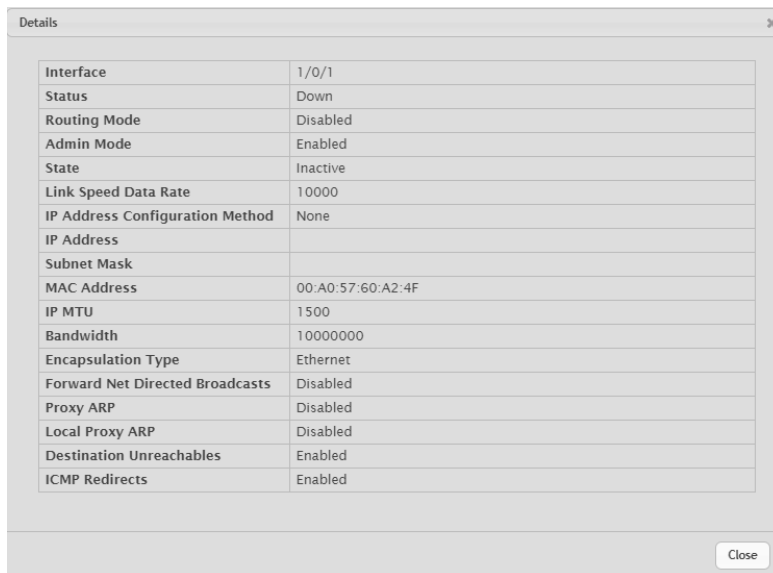 Details
Interface 1/0/1
Status Down
Routing Mode Disabled
Admin Mode Enabled
State Inactive
Link Speed Data Rate 10000
IP Address Configuration Method None
IP Address
Subnet Mask
MAC Address 00:A0:57:60:A2:4F
IP MTU 1500
Bandwidth 10000000
Encapsulation Type Ethernet
Forward Net Directed Broadcasts Disabled
Proxy ARP Disabled
Local Proxy ARP Disabled
Destination Unreachables Enabled
ICMP Redirects Enabled
Close